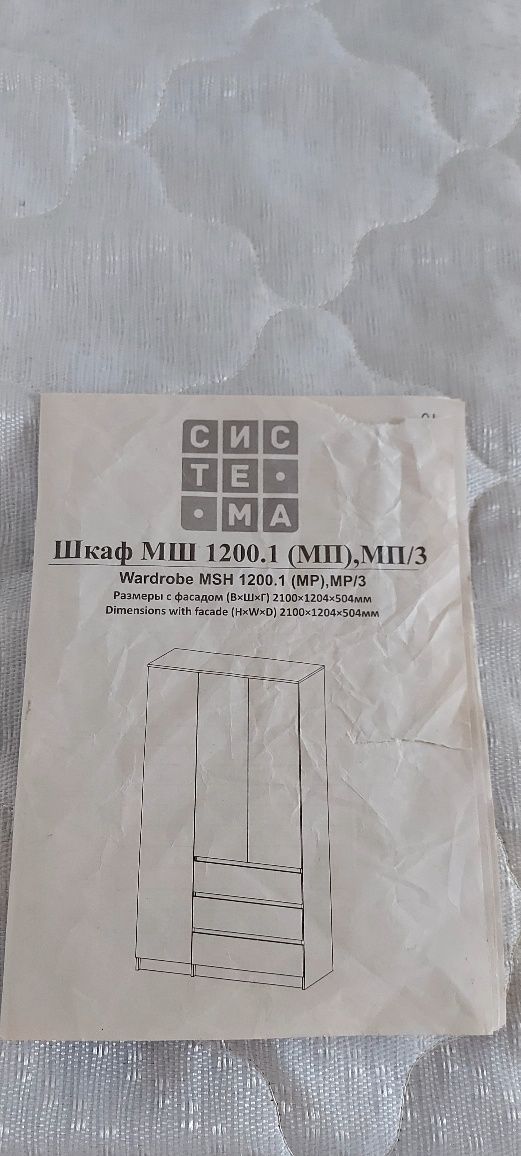 СИС
ТЕ•
•МА
Шкаф МШ 1200.1 (МП),МП/3
Wardrobe MSH 1200.1 (MP),MP/3
Размеры с фасадом (В×Ш×Г) 2100×1204×504мм
Dimensions with facade (H×W×D) 2100×1204×504мм